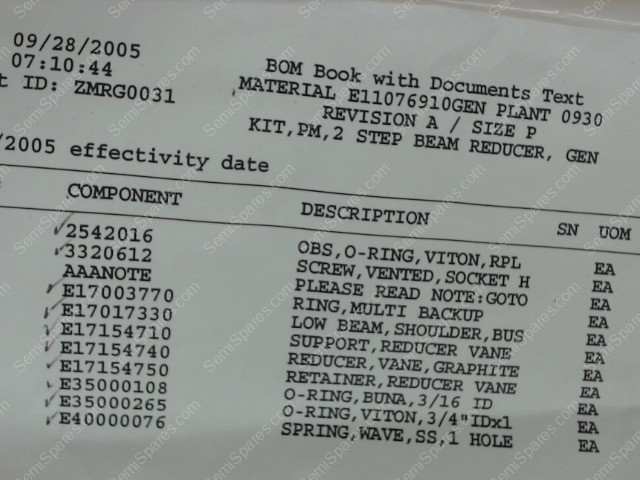 09/28/2005
07:10:44
t ID: ZMRG0031
BOM Book with Documents Text
MATERIAL E11076910GEN PLANT 0930
REVISION A / SIZE P
KIT,PM,2 STEP BEAM REDUCER, GEN
/2005 effectivity date
COMPONENT DESCRIPTION SN UOM
2542016 OBS,O-RING,VITON,RPL EA
3320612 SCREW,VENTED,SOCKET H EA
AAANOTE PLEASE READ NOTE:GOTO EA
E17003770 RING,MULTI BACKUP EA
E17017330 LOW BEAM,SHOULDER,BUS EA
E17154710 SUPPORT,REDUCER VANE EA
E17154740 REDUCER,VANE,GRAPHITE EA
E17154750 RETAINER,REDUCER VANE EA
E35000108 O-RING,BUNA,3/16 ID EA
E35000265 O-RING,VITON,3/4"IDx1 EA
E40000076 SPRING,WAVE,SS,1 HOLE EA
SemiSpares.com